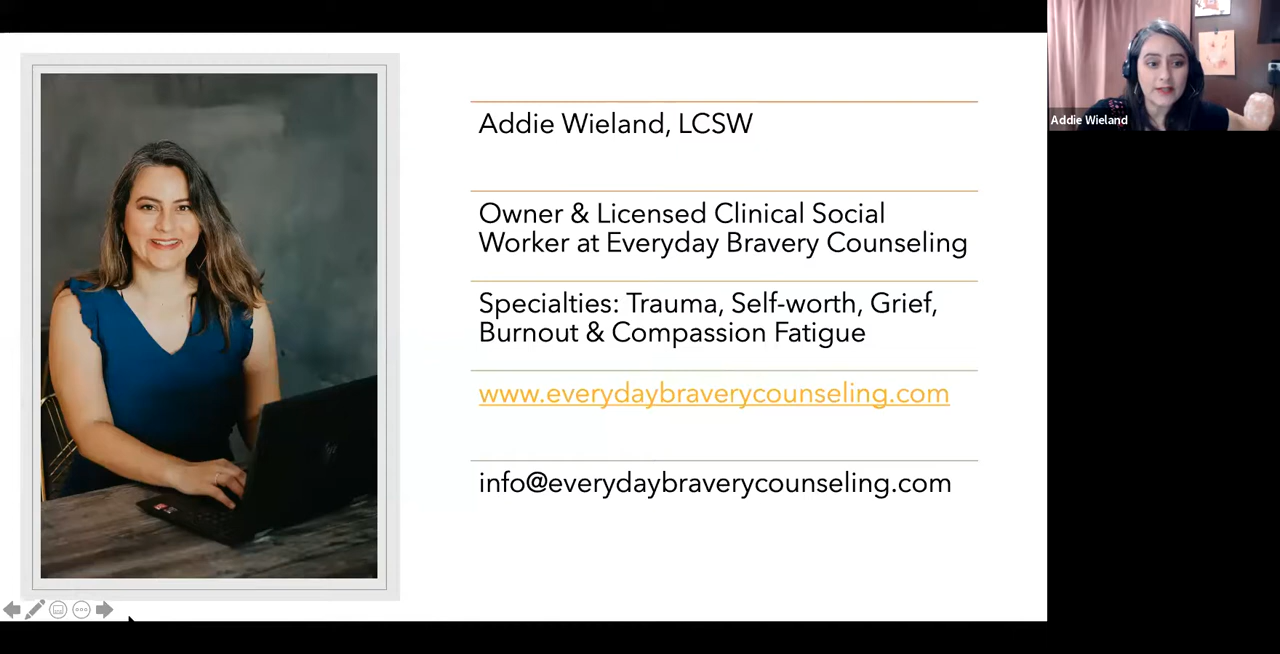 Addie Wieland, LCSW
Owner & Licensed Clinical Social
Worker at Everyday Bravery Counseling
Specialties: Trauma, Self-worth, Grief,
Burnout & Compassion Fatigue
www.everydaybraverycounseling.com
info@everydaybraverycounseling.com
Addie Wieland